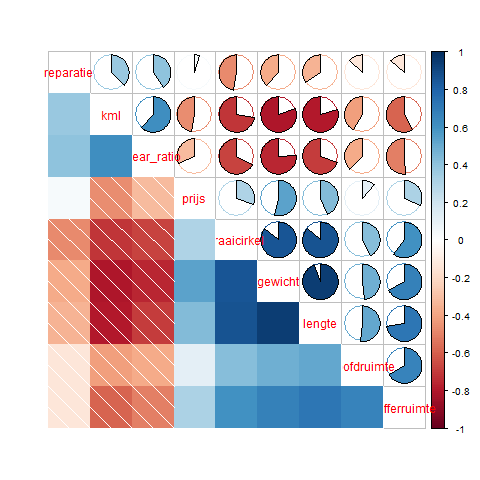 reparatie
kml
ear_ratio
prijs
raaicirkel
gewicht
lengte
ofdruimte
fferruimte
1
0.8
0.6
0.4
0.2
0
-0.2
-0.4
-0.6
-0.8
-1